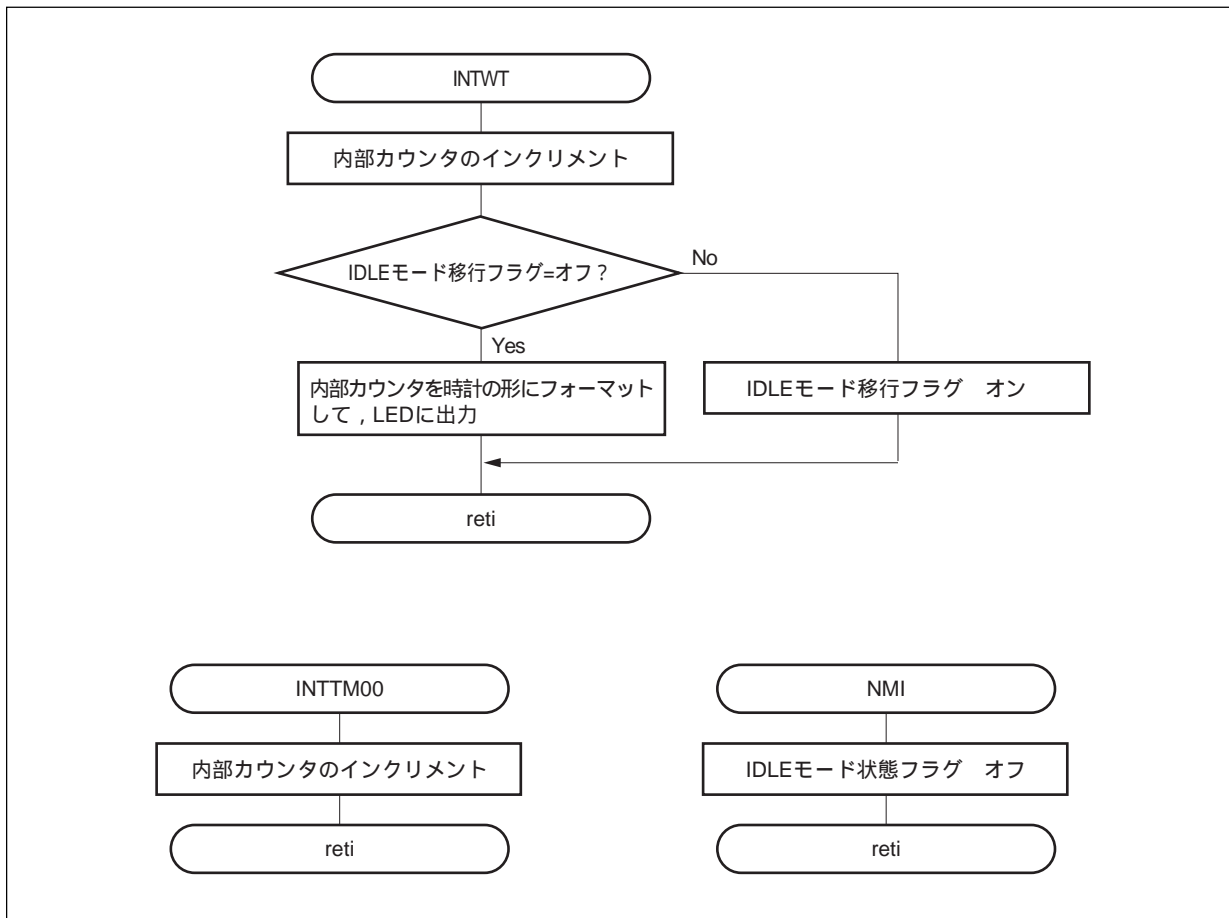 INTWT
内部カウンタのインクリメント
IDLEモード移行フラグ=オフ？
No
Yes
内部カウンタを時計の形にフォーマット
して，LEDに出力
IDLEモード移行フラグ　オン
reti
INTTM00
内部カウンタのインクリメント
reti
NMI
IDLEモード状態フラグ　オフ
reti